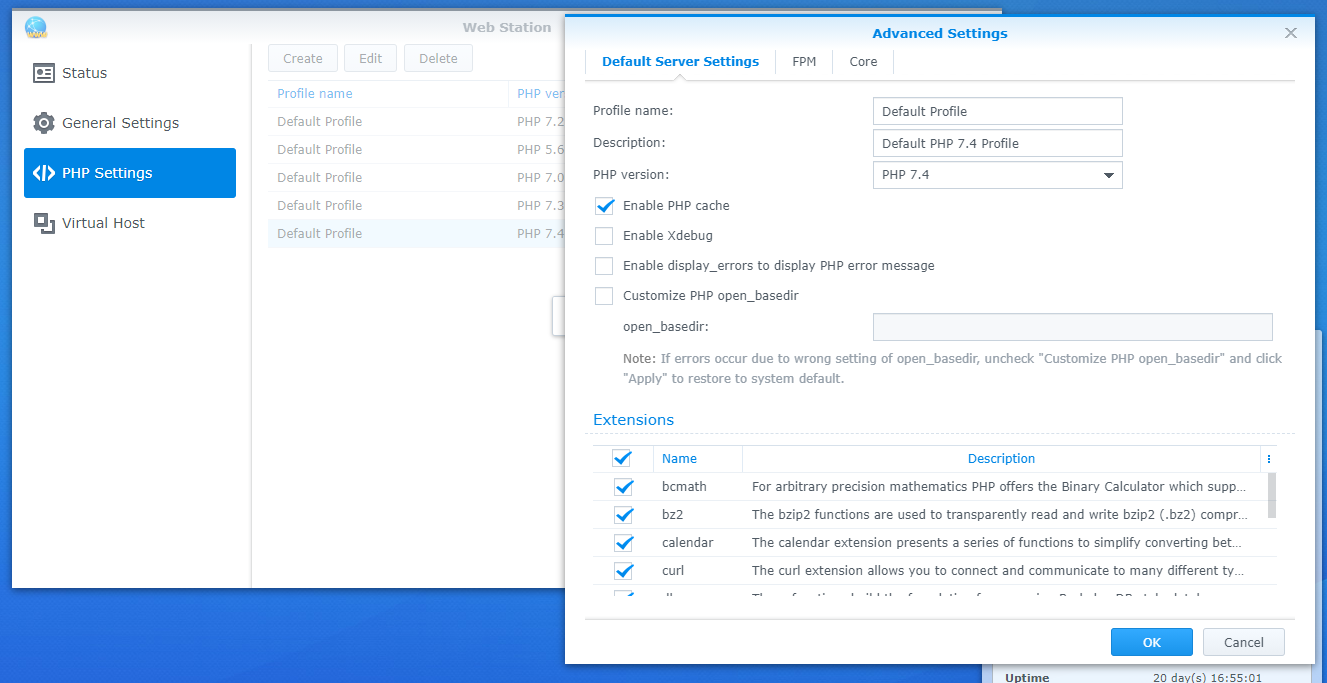 Web Station
Status
General Settings
PHP Settings
Virtual Host
Create Edit Delete
Profile name PHP ver
Default Profile PHP 7.2
Default Profile PHP 5.6
Default Profile PHP 7.0
Default Profile PHP 7.3
Default Profile PHP 7.4
Advanced Settings
Default Server Settings FPM Core
Profile name: Default Profile
Description: Default PHP 7.4 Profile
PHP version: PHP 7.4
Enable PHP cache
Enable Xdebug
Enable display_errors to display PHP error message
Customize PHP open_basedir
open_basedir:
Note: If errors occur due to wrong setting of open_basedir, uncheck "Customize PHP open_basedir" and click
"Apply" to restore to system default.
Extensions
Name Description
bcmath For arbitrary precision mathematics PHP offers the Binary Calculator which supp...
bz2 The bzip2 functions are used to transparently read and write bzip2 (.bz2) compr...
calendar The calendar extension presents a series of functions to simplify converting bet...
curl The curl extension allows you to connect and communicate to many different ty...
OK Cancel
Uptime 20 day(s) 16:55:01